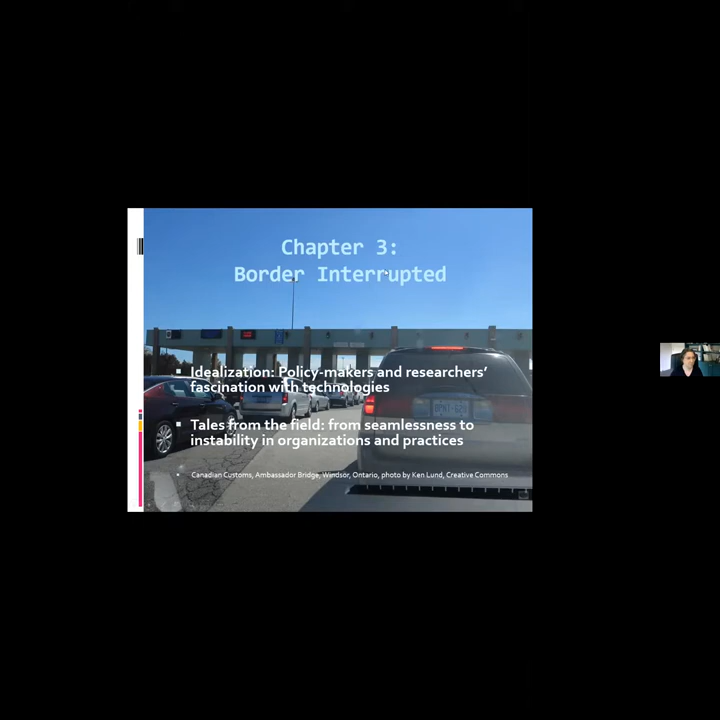 Chapter 3:
Border Interrupted
Idealization: Policy-makers and researchers'
fascination with technologies
Tales from the field: from seamlessness to
instability in organizations and practices
Canadian Customs, Ambassador Bridge, Windsor, Ontario, photo by Ken Lund, Creative Commons